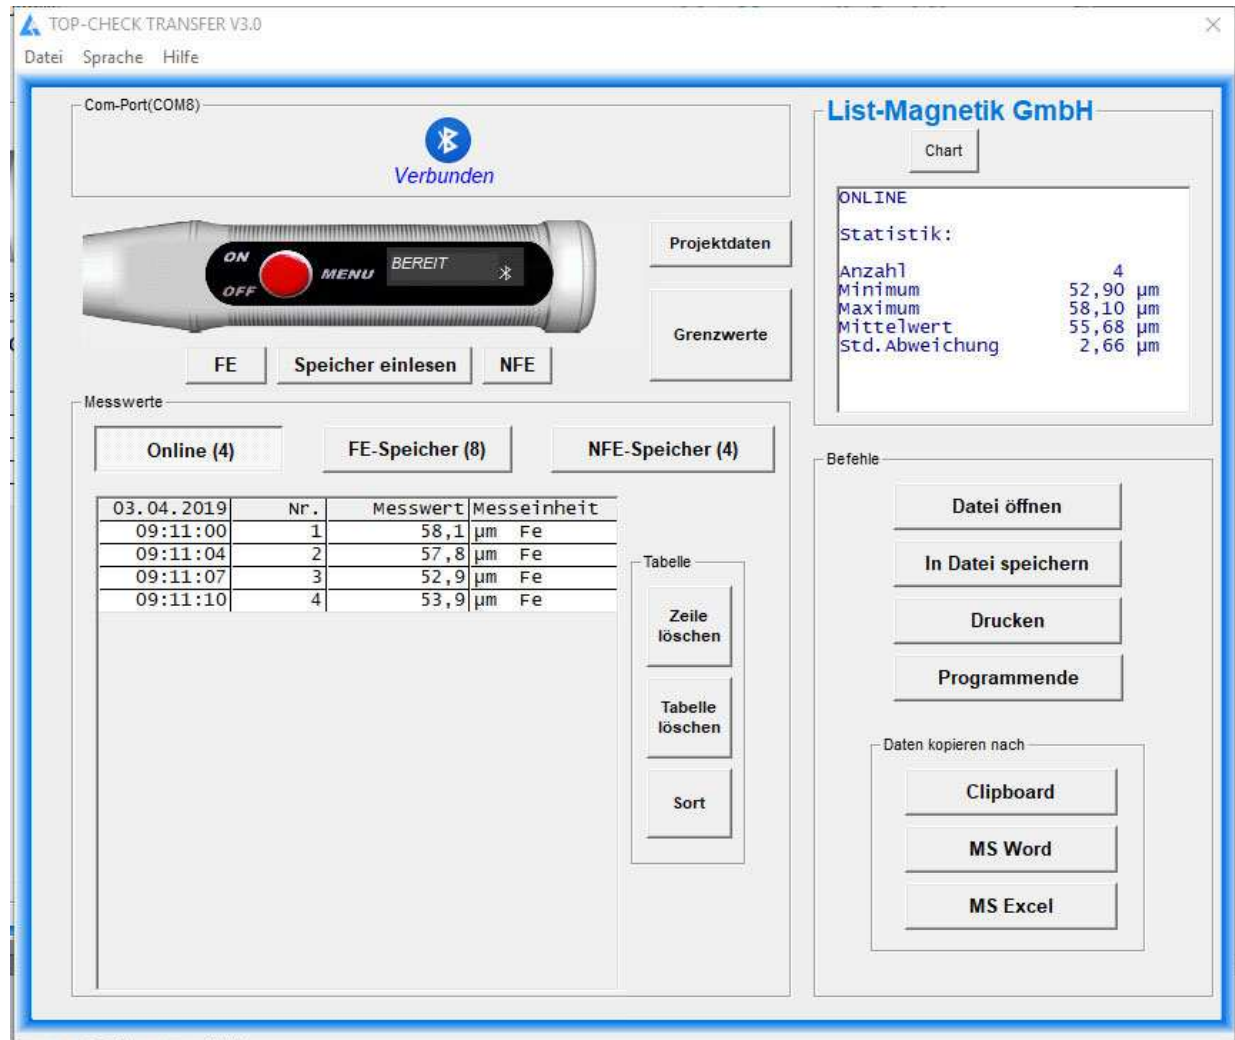 TOP-CHECK TRANSFER V3.0
Datei Sprache Hilfe
Com-Port(COM8)
Verbunden
ON
OFF
MENU
BEREIT
Projektdaten
Grenzwerte
FE
Speicher einlesen
NFE
Messwerte
Online (4)
FE-Speicher (8)
NFE-Speicher (4)
03.04.2019 Nr. Messwert Messeinheit
09:11:00 1 58,1 µm Fe
09:11:04 2 57,8 µm Fe
09:11:07 3 52,9 µm Fe
09:11:10 4 53,9 µm Fe
Tabelle
Zeile
löschen
Tabelle
löschen
Sort
List-Magnetik GmbH
Chart
ONLINE
Statistik:
Anzahl 4
Minimum 52,90 µm
Maximum 58,10 µm
Mittelwert 55,68 µm
Std.Abweichung 2,66 µm
Befehle
Datei öffnen
In Datei speichern
Drucken
Programmende
Daten kopieren nach
Clipboard
MS Word
MS Excel